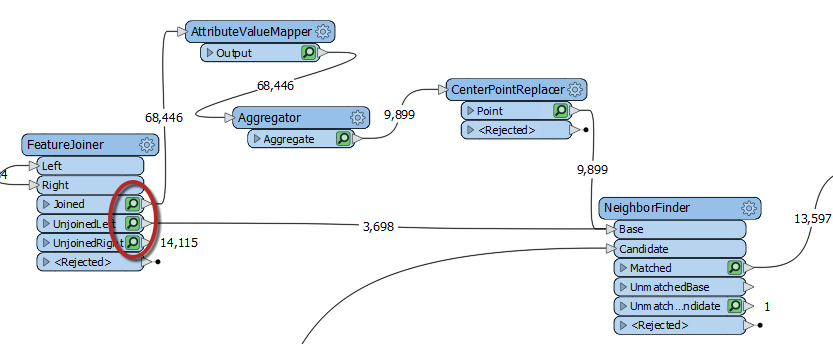 AttributeValueMapper
Output
68,446
CenterPointReplacer
Point
<Rejected>
68,446
Aggregator
Aggregate
9,899
9,899
FeatureJoiner
4
Left
Right
Joined
UnjoinedLeft
UnjoinedRight
14,115
<Rejected>
3,698
NeighborFinder
Base
Candidate
Matched
13,597
UnmatchedBase
Unmatch...ndidate
1
<Rejected>